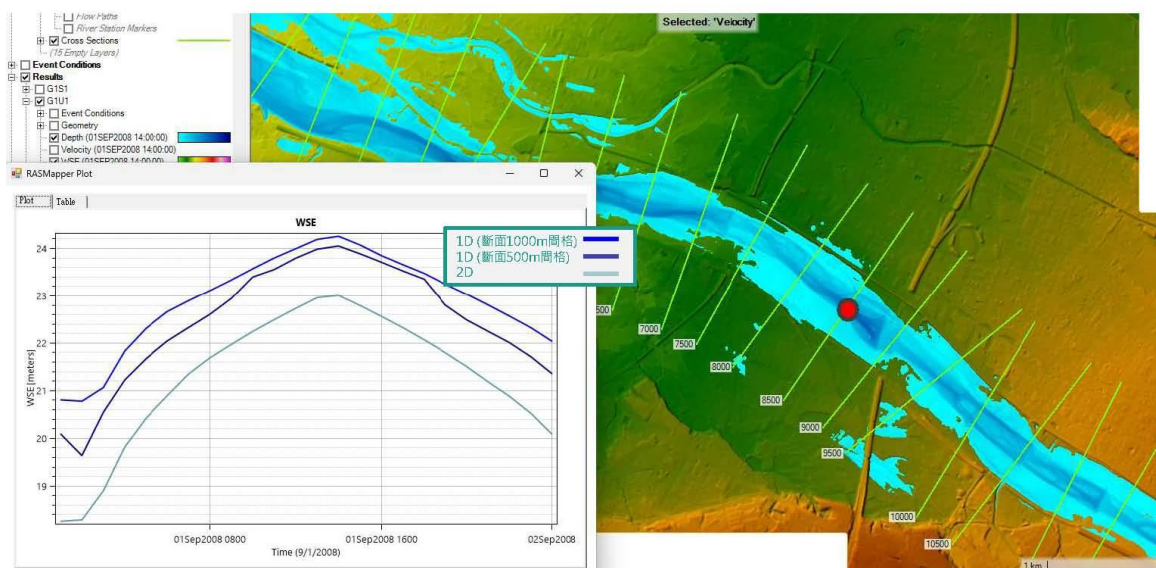 Flow Paths
River Station Markers
Cross Sections
(15 Empty Layers)
Event Conditions
Results
G1S1
G1U1
Event Conditions
Geometry
Depth (01SEP2008 14:00:00)
Velocity (01SEP2008 14:00:00)
WSE (01SEP2008 14:00:00)
Selected: 'Velocity'
RASMapper Plot
Plot
Table
WSE
1D (斷面1000m間格)
1D (斷面500m間格)
2D
WSE [meters]
24
23
22
21
20
19
01Sep2008 0800
01Sep2008 1600
02Sep2008
Time (9/1/2008)
500
7000
7500
8000
8500
9000
9500
10000
10500
1 km